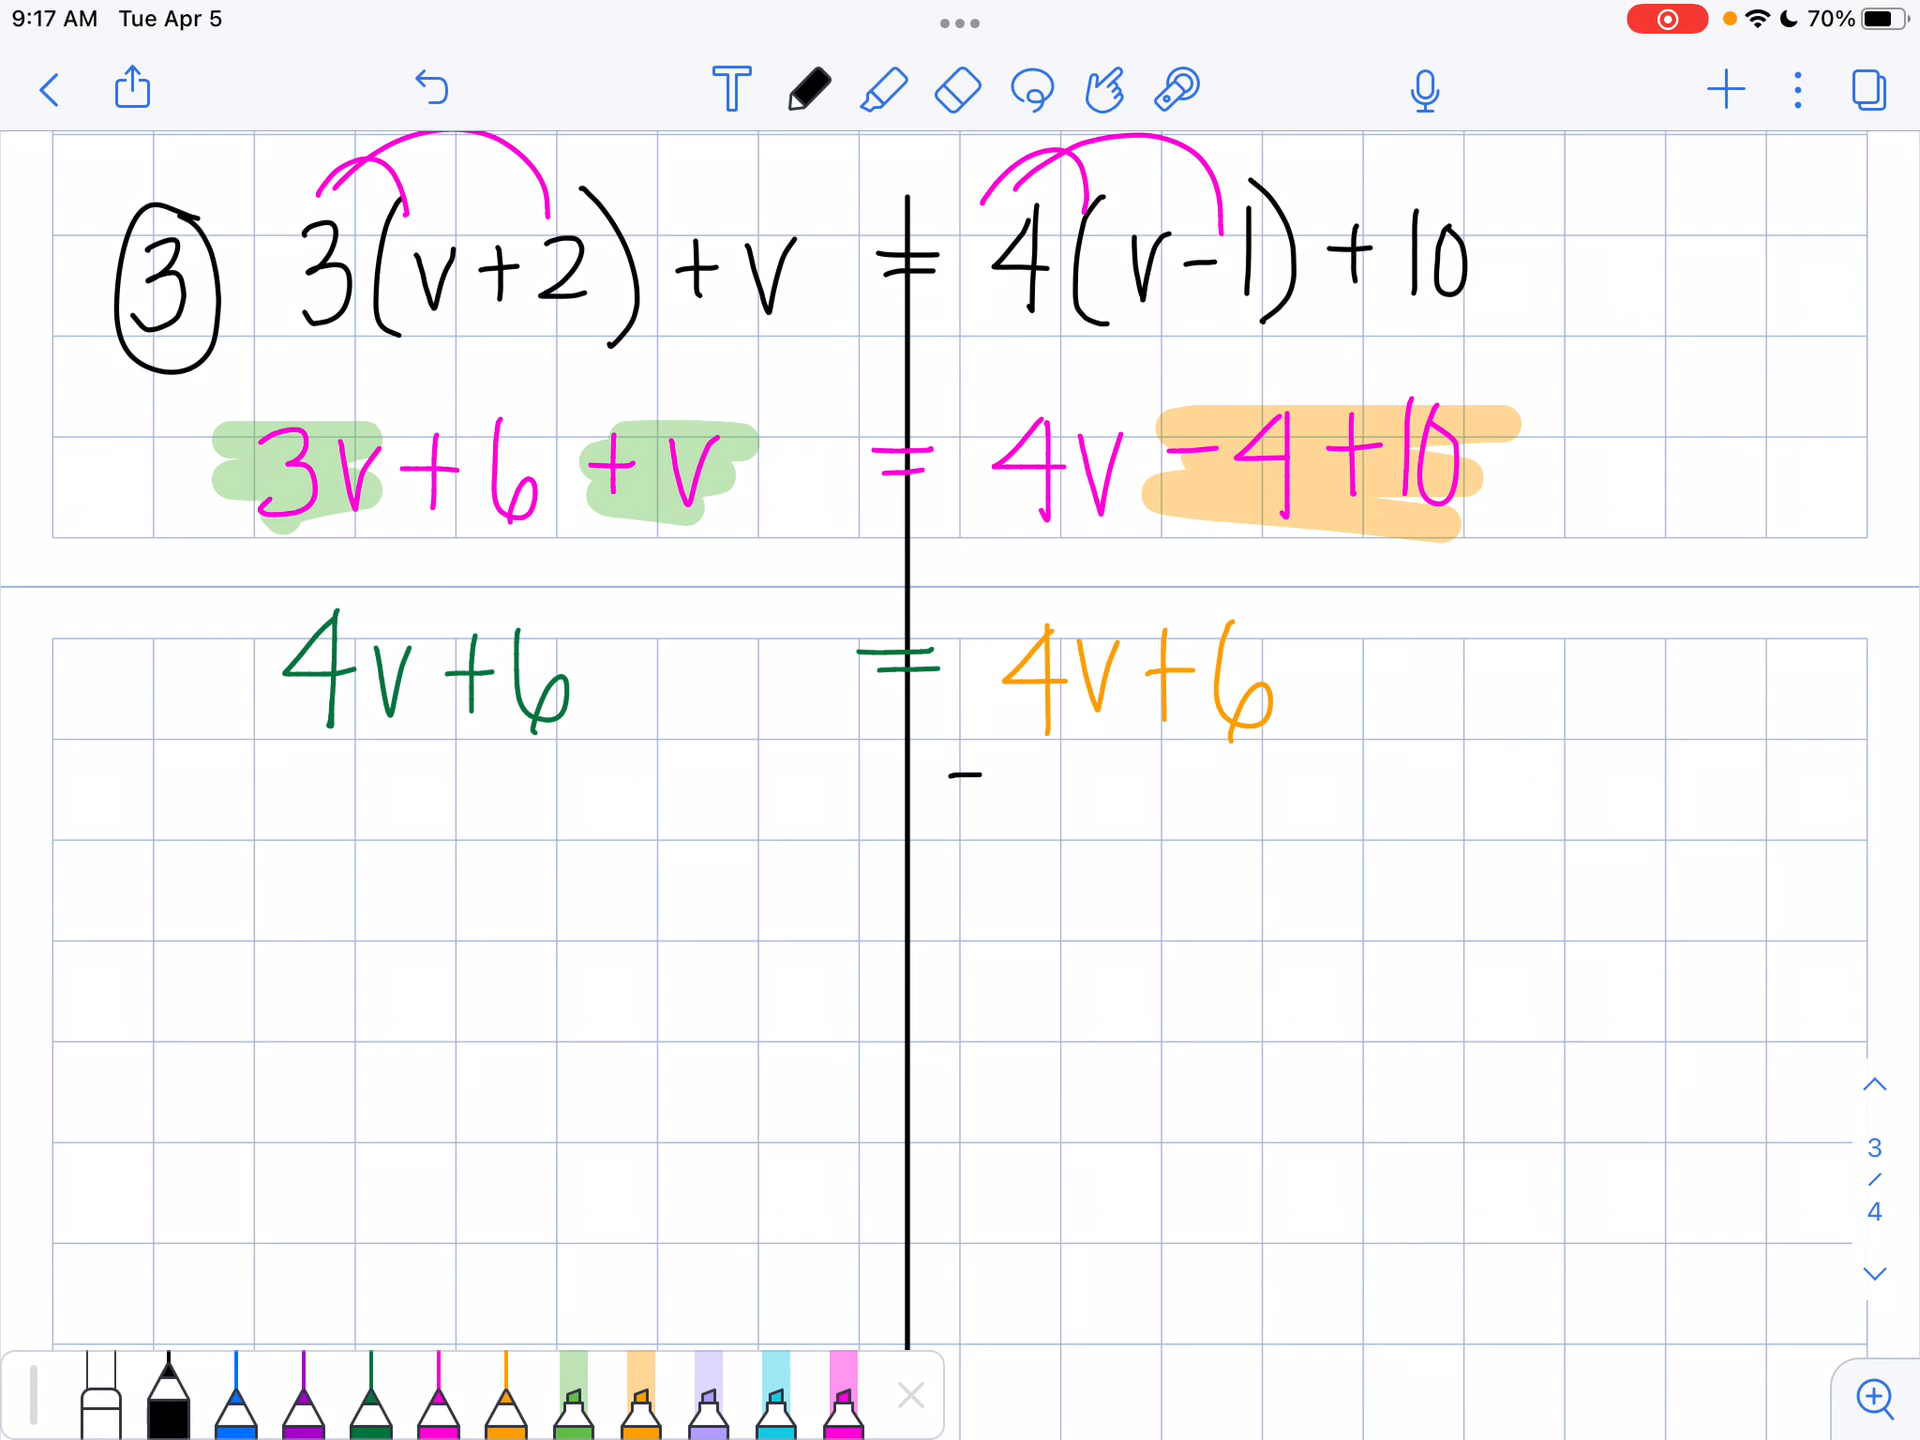 9:17 AM Tue Apr 5 70%
T
3 3(v+2)+v = 4(v-1)+10
3v+6+v = 4v-4+10
4v+6 = 4v+6
-
3
/
4